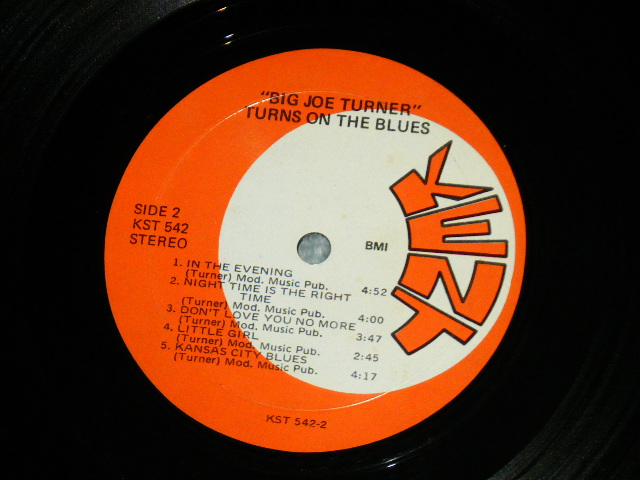 "BIG JOE TURNER"
TURNS ON THE BLUES
KENT
SIDE 2
KST 542
STEREO
BMI
1. IN THE EVENING
(Turner) Mod. Music Pub. 4:52
2. NIGHT TIME IS THE RIGHT
TIME
(Turner) Mod. Music Pub. 4:00
3. DON'T LOVE YOU NO MORE
(Turner) Mod. Music Pub. 3:47
4. LITTLE GIRL
(Turner) Mod. Music Pub. 2:45
5. KANSAS CITY BLUES
(Turner) Mod. Music Pub. 4:17
KST 542-2